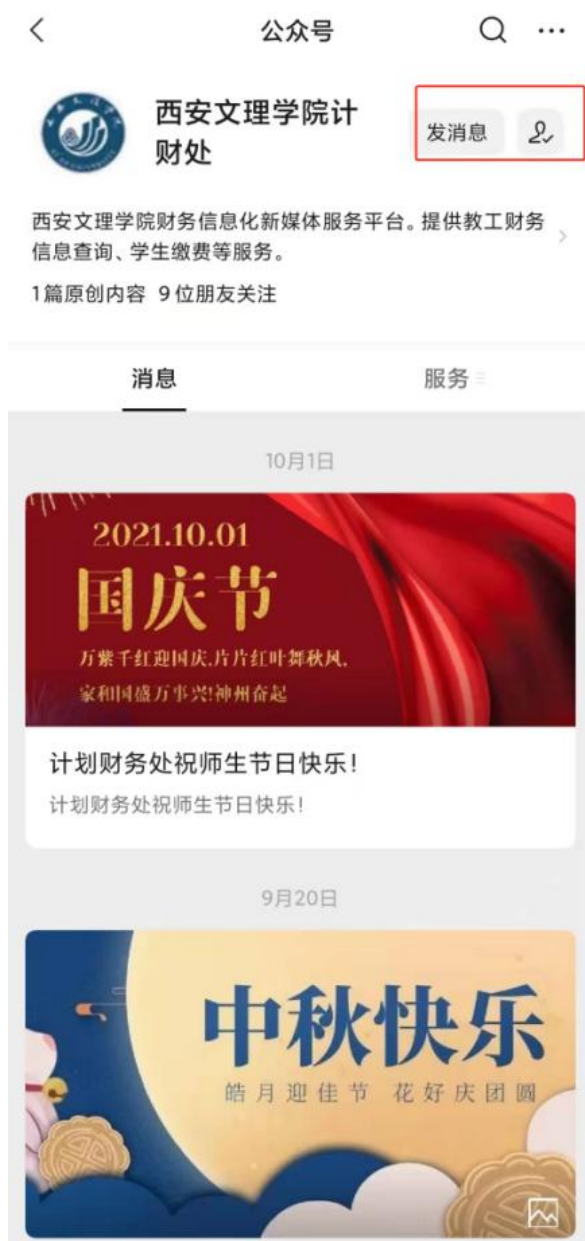 公众号
西安文理学院计
财处
发消息
西安文理学院财务信息化新媒体服务平台。提供教工财务
信息查询、学生缴费等服务。
1篇原创内容 9位朋友关注
消息
服务
10月1日
2021.10.01
国庆节
万紫千红迎国庆,片片红叶舞秋风,
家和国盛万事兴!神州奋起
计划财务处祝师生节日快乐!
计划财务处祝师生节日快乐!
9月20日
中秋快乐
皓月迎佳节 花好庆团圆